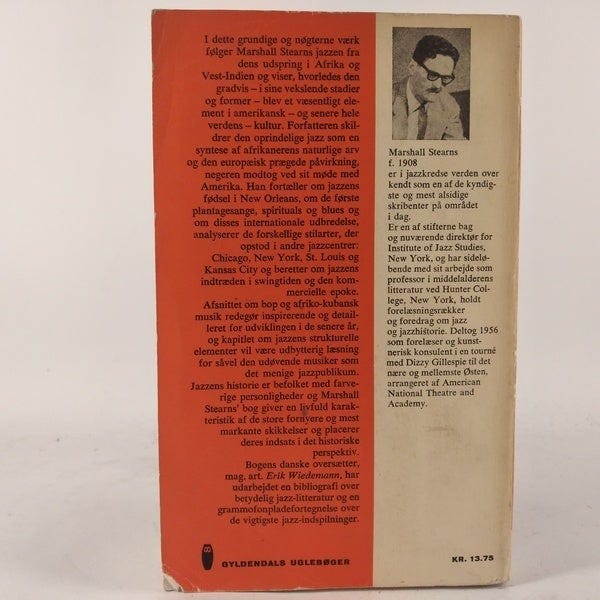 I dette grundige og nøgterne værk
følger Marshall Stearns jazzen fra
dens udspring i Afrika og
Vest-Indien og viser, hvorledes den
gradvis – i sine vekslende stadier
og former – blev et væsentligt ele-
ment i amerikansk – og senere hele
verdens – kultur. Forfatteren skil-
drer den oprindelige jazz som en
syntese af afrikanerens naturlige arv
og den europæisk prægede påvirkning,
negeren modtog ved sit møde med
Amerika. Han fortæller om jazzens
fødsel i New Orleans, om de første
plantagesange, spirituals og blues og
om disses internationale udbredelse,
analyserer de forskellige stilarter, der
opstod i andre jazzcentrer:
Chicago, New York, St. Louis og
Kansas City og beretter om jazzens
indtræden i swingtiden og den kom-
mercielle epoke.
Afsnittet om bop og afriko-kubansk
musik redegør inspirerende og detail-
leret for udviklingen i de senere år,
og kapitlet om jazzens strukturelle
elementer vil være udbytterig læsning
for såvel den udøvende musiker som
det menige jazzpublikum.
Jazzens historie er befolket med farve-
rige personligheder og Marshall
Stearns' bog giver en livfuld karak-
teristik af de store fornyere og mest
markante skikkelser og placerer
deres indsats i det historiske
perspektiv.
Bogens danske oversætter,
mag. art. Erik Wiedemann, har
udarbejdet en bibliografi over
betydelig jazz-litteratur og en
grammofonpladefortegnelse over
de vigtigste jazz-indspilninger.
8
GYLDENDALS UGLEBØGER
Marshall Stearns
f. 1908
er i jazzkredse verden over
kendt som en af de kyndig-
ste og mest alsidige
skribenter på området
i dag.
Er en af stifterne bag
og nuværende direktør for
Institute of Jazz Studies,
New York, og har sidelø-
bende med sit arbejde som
professor i middelalderens
litteratur ved Hunter Col-
lege, New York, holdt
forelæsningsrækker
og foredrag om jazz
og jazzhistorie. Deltog 1956
som forelæser og kunst-
nerisk konsulent i en tourné
med Dizzy Gillespie til det
nære og mellemste Østen,
arrangeret af American
National Theatre and
Academy.
KR. 13.75